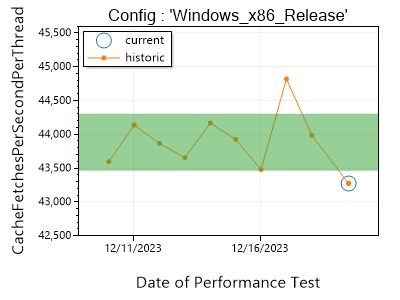 Config : 'Windows_x86_Release'
CacheFetchesPerSecondPerThread
current
historic
45,500
45,000
44,500
44,000
43,500
43,000
42,500
12/11/2023
12/16/2023
Date of Performance Test